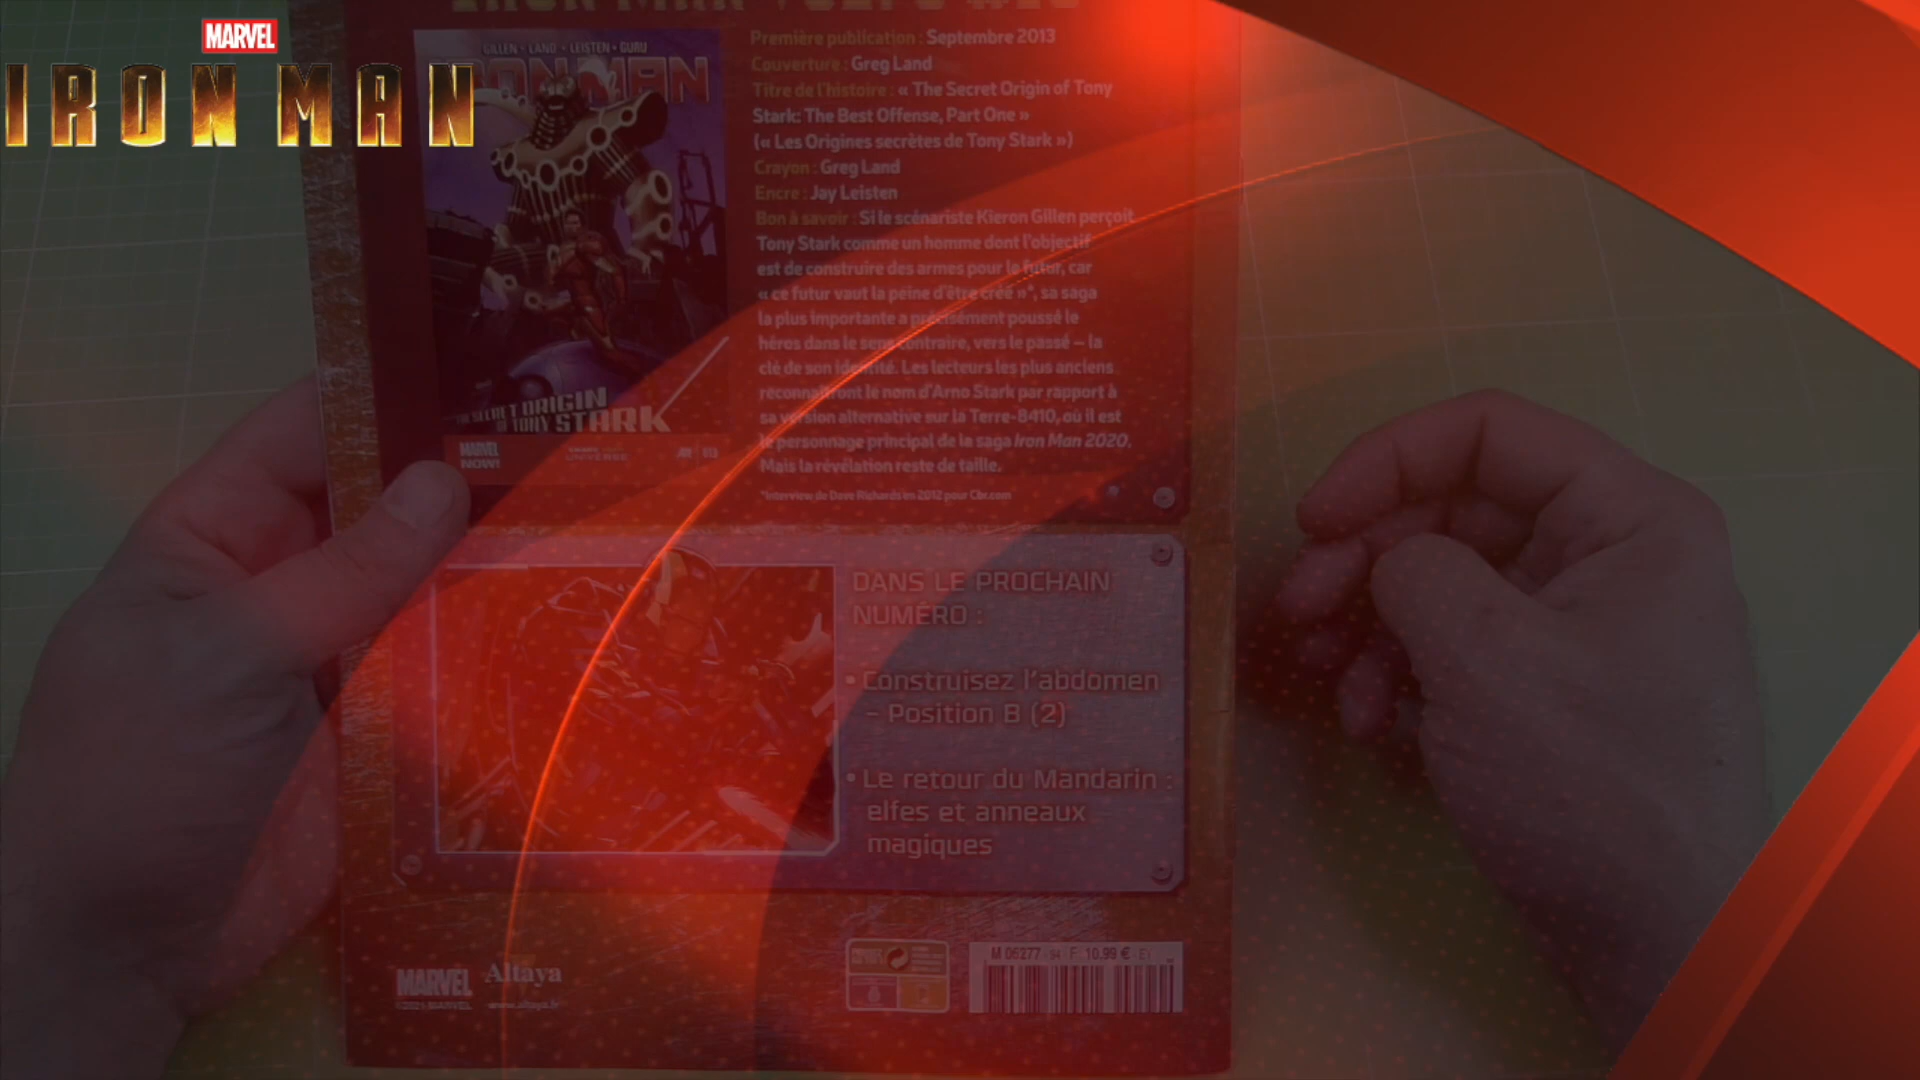 MARVEL
IRON MAN
GILLEN • LAND • LEISTEN • GURU
IRON MAN
THE SECRET ORIGIN
OF TONY STARK
MARVEL
NOW!
Première publication : Septembre 2013
Couverture : Greg Land
Titre de l'histoire : « The Secret Origin of Tony
Stark: The Best Offense, Part One »
(« Les Origines secrètes de Tony Stark »)
Crayon : Greg Land
Encre : Jay Leisten
Bon à savoir : Si le scénariste Kieron Gillen perçoit
Tony Stark comme un homme dont l'objectif
est de construire des armes pour le futur, car
« ce futur vaut la peine d'être créé »*, sa saga
la plus importante a précisément poussé le
héros dans le sens contraire, vers le passé – la
clé de son identité. Les lecteurs les plus anciens
reconnaîtront le nom d'Arno Stark par rapport à
sa version alternative sur la Terre-8410, où il est
le personnage principal de la saga Iron Man 2020.
Mais la révélation reste de taille.
*Interview de Dave Richards en 2012 pour Cbr.com
DANS LE PROCHAIN
NUMÉRO :
• Construisez l'abdomen
– Position B (2)
• Le retour du Mandarin :
elfes et anneaux
magiques
MARVEL
©2021 MARVEL
Altaya
www.altaya.fr
M 06277 - 94 - F: 10,99 € - E